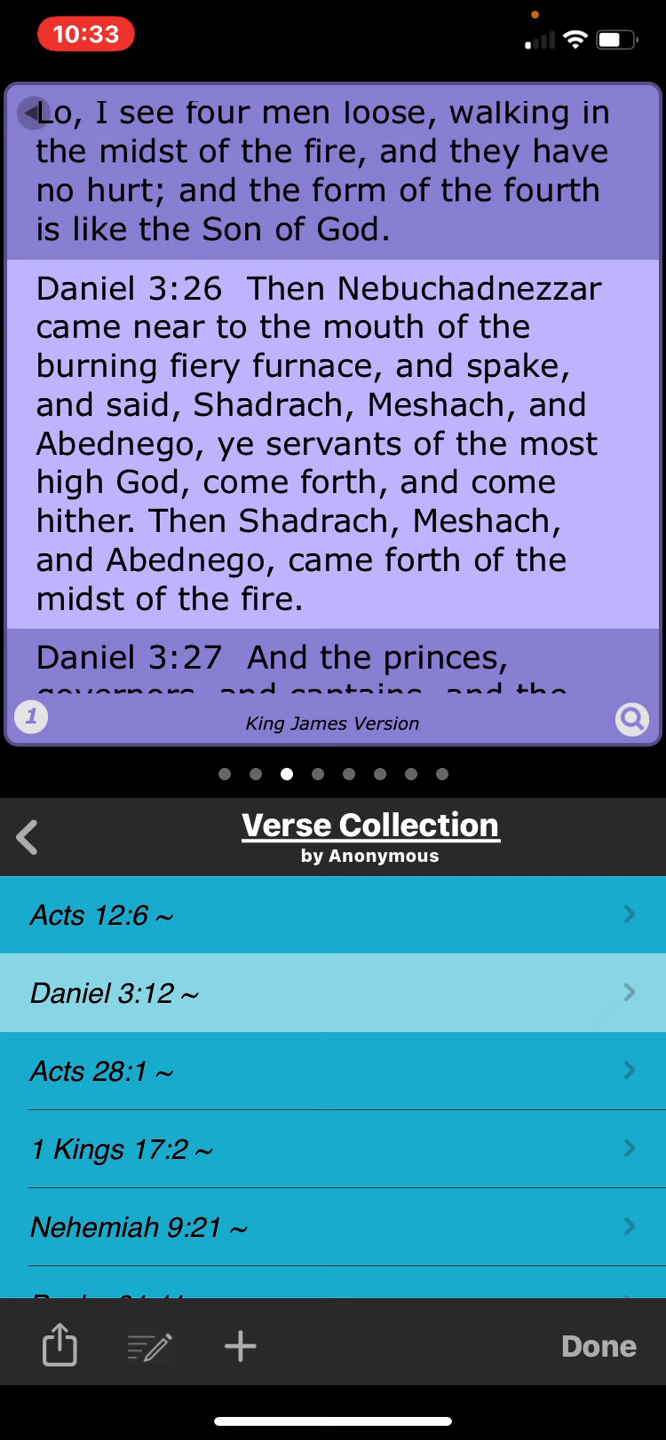 10:33
Lo, I see four men loose, walking in
the midst of the fire, and they have
no hurt; and the form of the fourth
is like the Son of God.
Daniel 3:26 Then Nebuchadnezzar
came near to the mouth of the
burning fiery furnace, and spake,
and said, Shadrach, Meshach, and
Abednego, ye servants of the most
high God, come forth, and come
hither. Then Shadrach, Meshach,
and Abednego, came forth of the
midst of the fire.
Daniel 3:27 And the princes,
governors, and captains, and the
1
King James Version
Verse Collection
by Anonymous
Acts 12:6 ~
Daniel 3:12 ~
Acts 28:1 ~
1 Kings 17:2 ~
Nehemiah 9:21 ~
Done